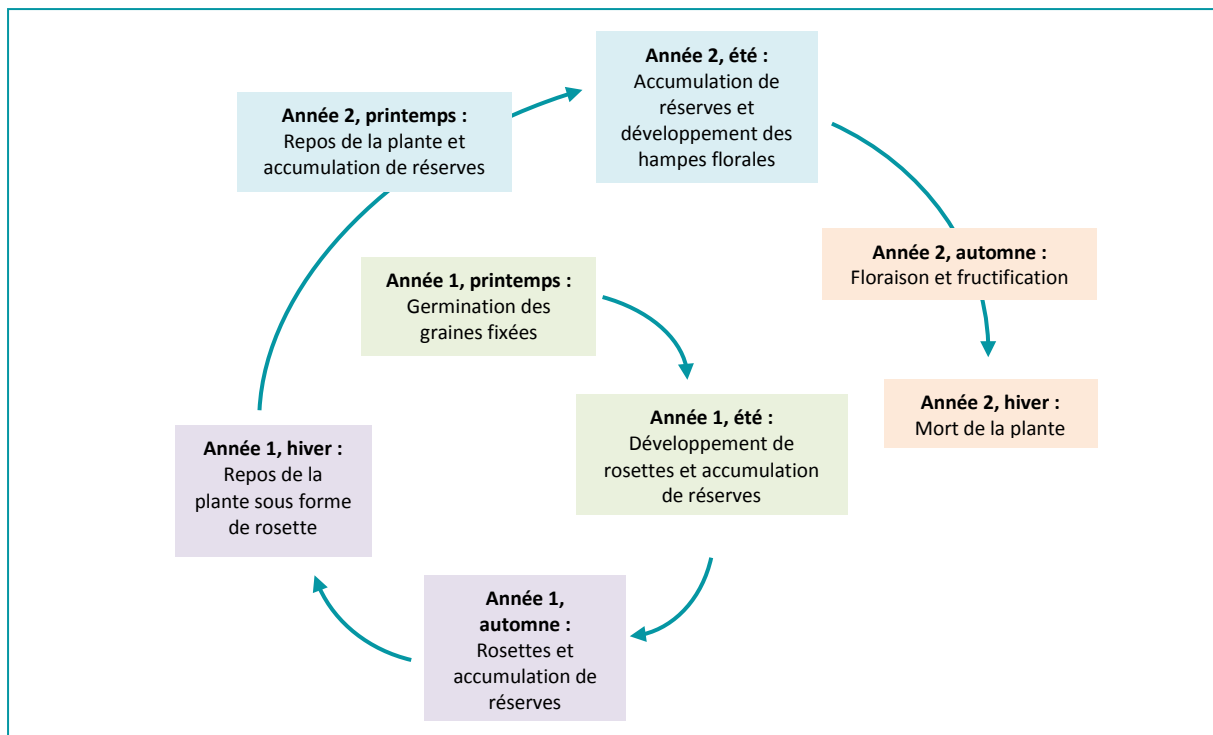 Année 1, printemps :
Germination des
graines fixées
Année 1, été :
Développement de
rosettes et accumulation
de réserves
Année 1,
automne :
Rosettes et
accumulation de
réserves
Année 1, hiver :
Repos de la
plante sous forme
de rosette
Année 2, printemps :
Repos de la plante et
accumulation de réserves
Année 2, été :
Accumulation de
réserves et
développement des
hampes florales
Année 2, automne :
Floraison et fructification
Année 2, hiver :
Mort de la plante